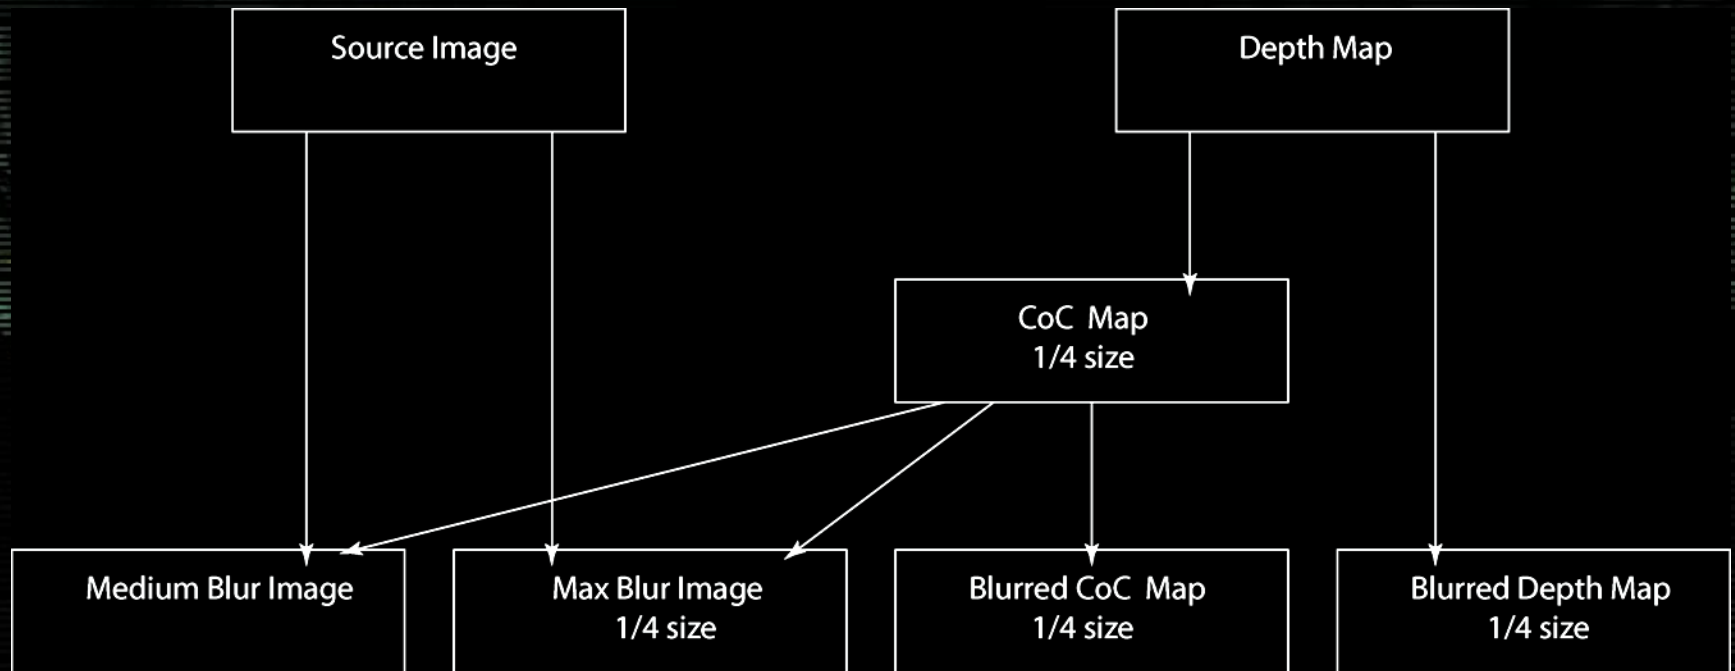 Source Image
Depth Map
CoC Map
1/4 size
Medium Blur Image
Max Blur Image
1/4 size
Blurred CoC Map
1/4 size
Blurred Depth Map
1/4 size